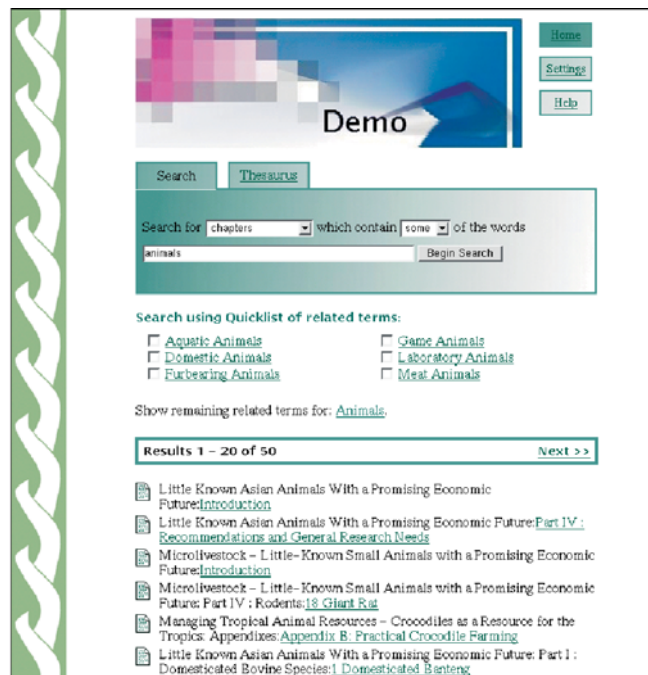 Home
Settings
Help
Demo
Search
Thesaurus
Search for chapters which contain some of the words
animals Begin Search
Search using Quicklist of related terms:
Aquatic Animals Game Animals
Domestic Animals Laboratory Animals
Furbearing Animals Meat Animals
Show remaining related terms for: Animals.
Results 1 - 20 of 50 Next >>
Little Known Asian Animals With a Promising Economic
Future:Introduction
Little Known Asian Animals With a Promising Economic Future:Part IV :
Recommendations and General Research Needs
Microlivestock - Little-Known Small Animals with a Promising Economic
Future:Introduction
Microlivestock - Little-Known Small Animals with a Promising Economic
Future: Part IV : Rodents:18 Giant Rat
Managing Tropical Animal Resources - Crocodiles as a Resource for the
Tropics: Appendixes:Appendix B: Practical Crocodile Farming
Little Known Asian Animals With a Promising Economic Future: Part I :
Domesticated Bovine Species:1 Domesticated Banteng